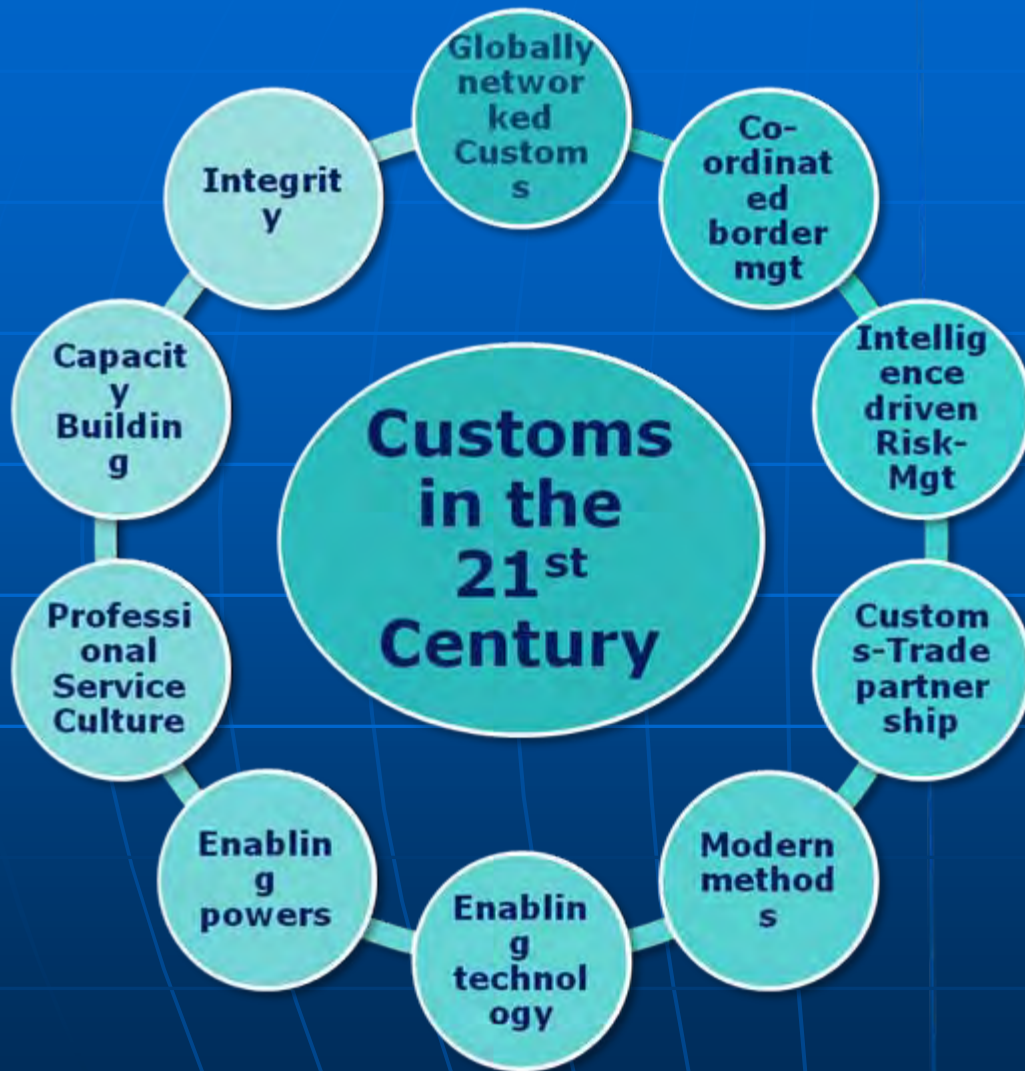 Globally
networ
ked
Custom
s
Co-
ordinat
ed
border
mgt
Intellig
ence
driven
Risk-
Mgt
Custom
s-Trade
partner
ship
Modern
method
s
Enablin
g
technol
ogy
Enablin
g
powers
Professi
onal
Service
Culture
Capacit
y
Buildin
g
Integrit
y
Customs
in the
21st
Century